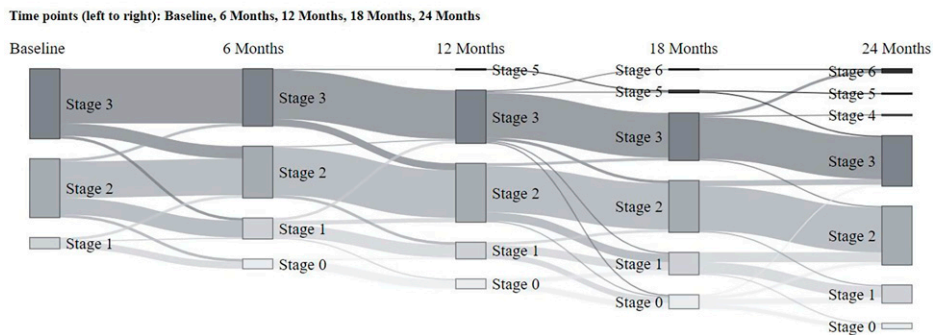 Time points (left to right): Baseline, 6 Months, 12 Months, 18 Months, 24 Months
Baseline 6 Months 12 Months 18 Months 24 Months
Stage 3
Stage 2
Stage 1
Stage 3
Stage 2
Stage 1
Stage 0
Stage 5
Stage 3
Stage 2
Stage 1
Stage 0
Stage 6
Stage 5
Stage 3
Stage 2
Stage 1
Stage 0
Stage 6
Stage 5
Stage 4
Stage 3
Stage 2
Stage 1
Stage 0